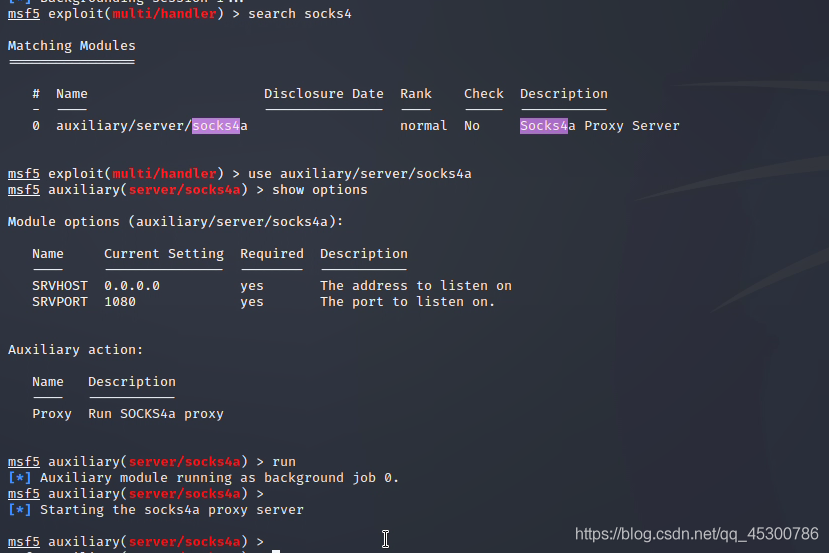 [*] Backgrounding session 1...
msf5 exploit(multi/handler) > search socks4
Matching Modules
================
#  Name                      Disclosure Date  Rank    Check  Description
-  ----                      ---------------  ----    -----  -----------
0  auxiliary/server/socks4a                   normal  No     Socks4a Proxy Server
msf5 exploit(multi/handler) > use auxiliary/server/socks4a
msf5 auxiliary(server/socks4a) > show options
Module options (auxiliary/server/socks4a):
Name     Current Setting  Required  Description
----     ---------------  --------  -----------
SRVHOST  0.0.0.0          yes       The address to listen on
SRVPORT  1080             yes       The port to listen on.
Auxiliary action:
Name   Description
----   -----------
Proxy  Run SOCKS4a proxy
msf5 auxiliary(server/socks4a) > run
[*] Auxiliary module running as background job 0.
msf5 auxiliary(server/socks4a) >
[*] Starting the socks4a proxy server
msf5 auxiliary(server/socks4a) >
https://blog.csdn.net/qq_45300786